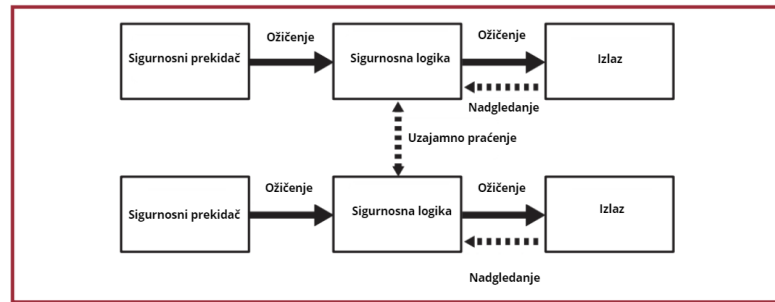 Ožičenje
Ožičenje
Sigurnosni prekidač
Sigurnosna logika
Izlaz
Nadgledanje
Uzajamno praćenje
Ožičenje
Ožičenje
Sigurnosni prekidač
Sigurnosna logika
Izlaz
Nadgledanje